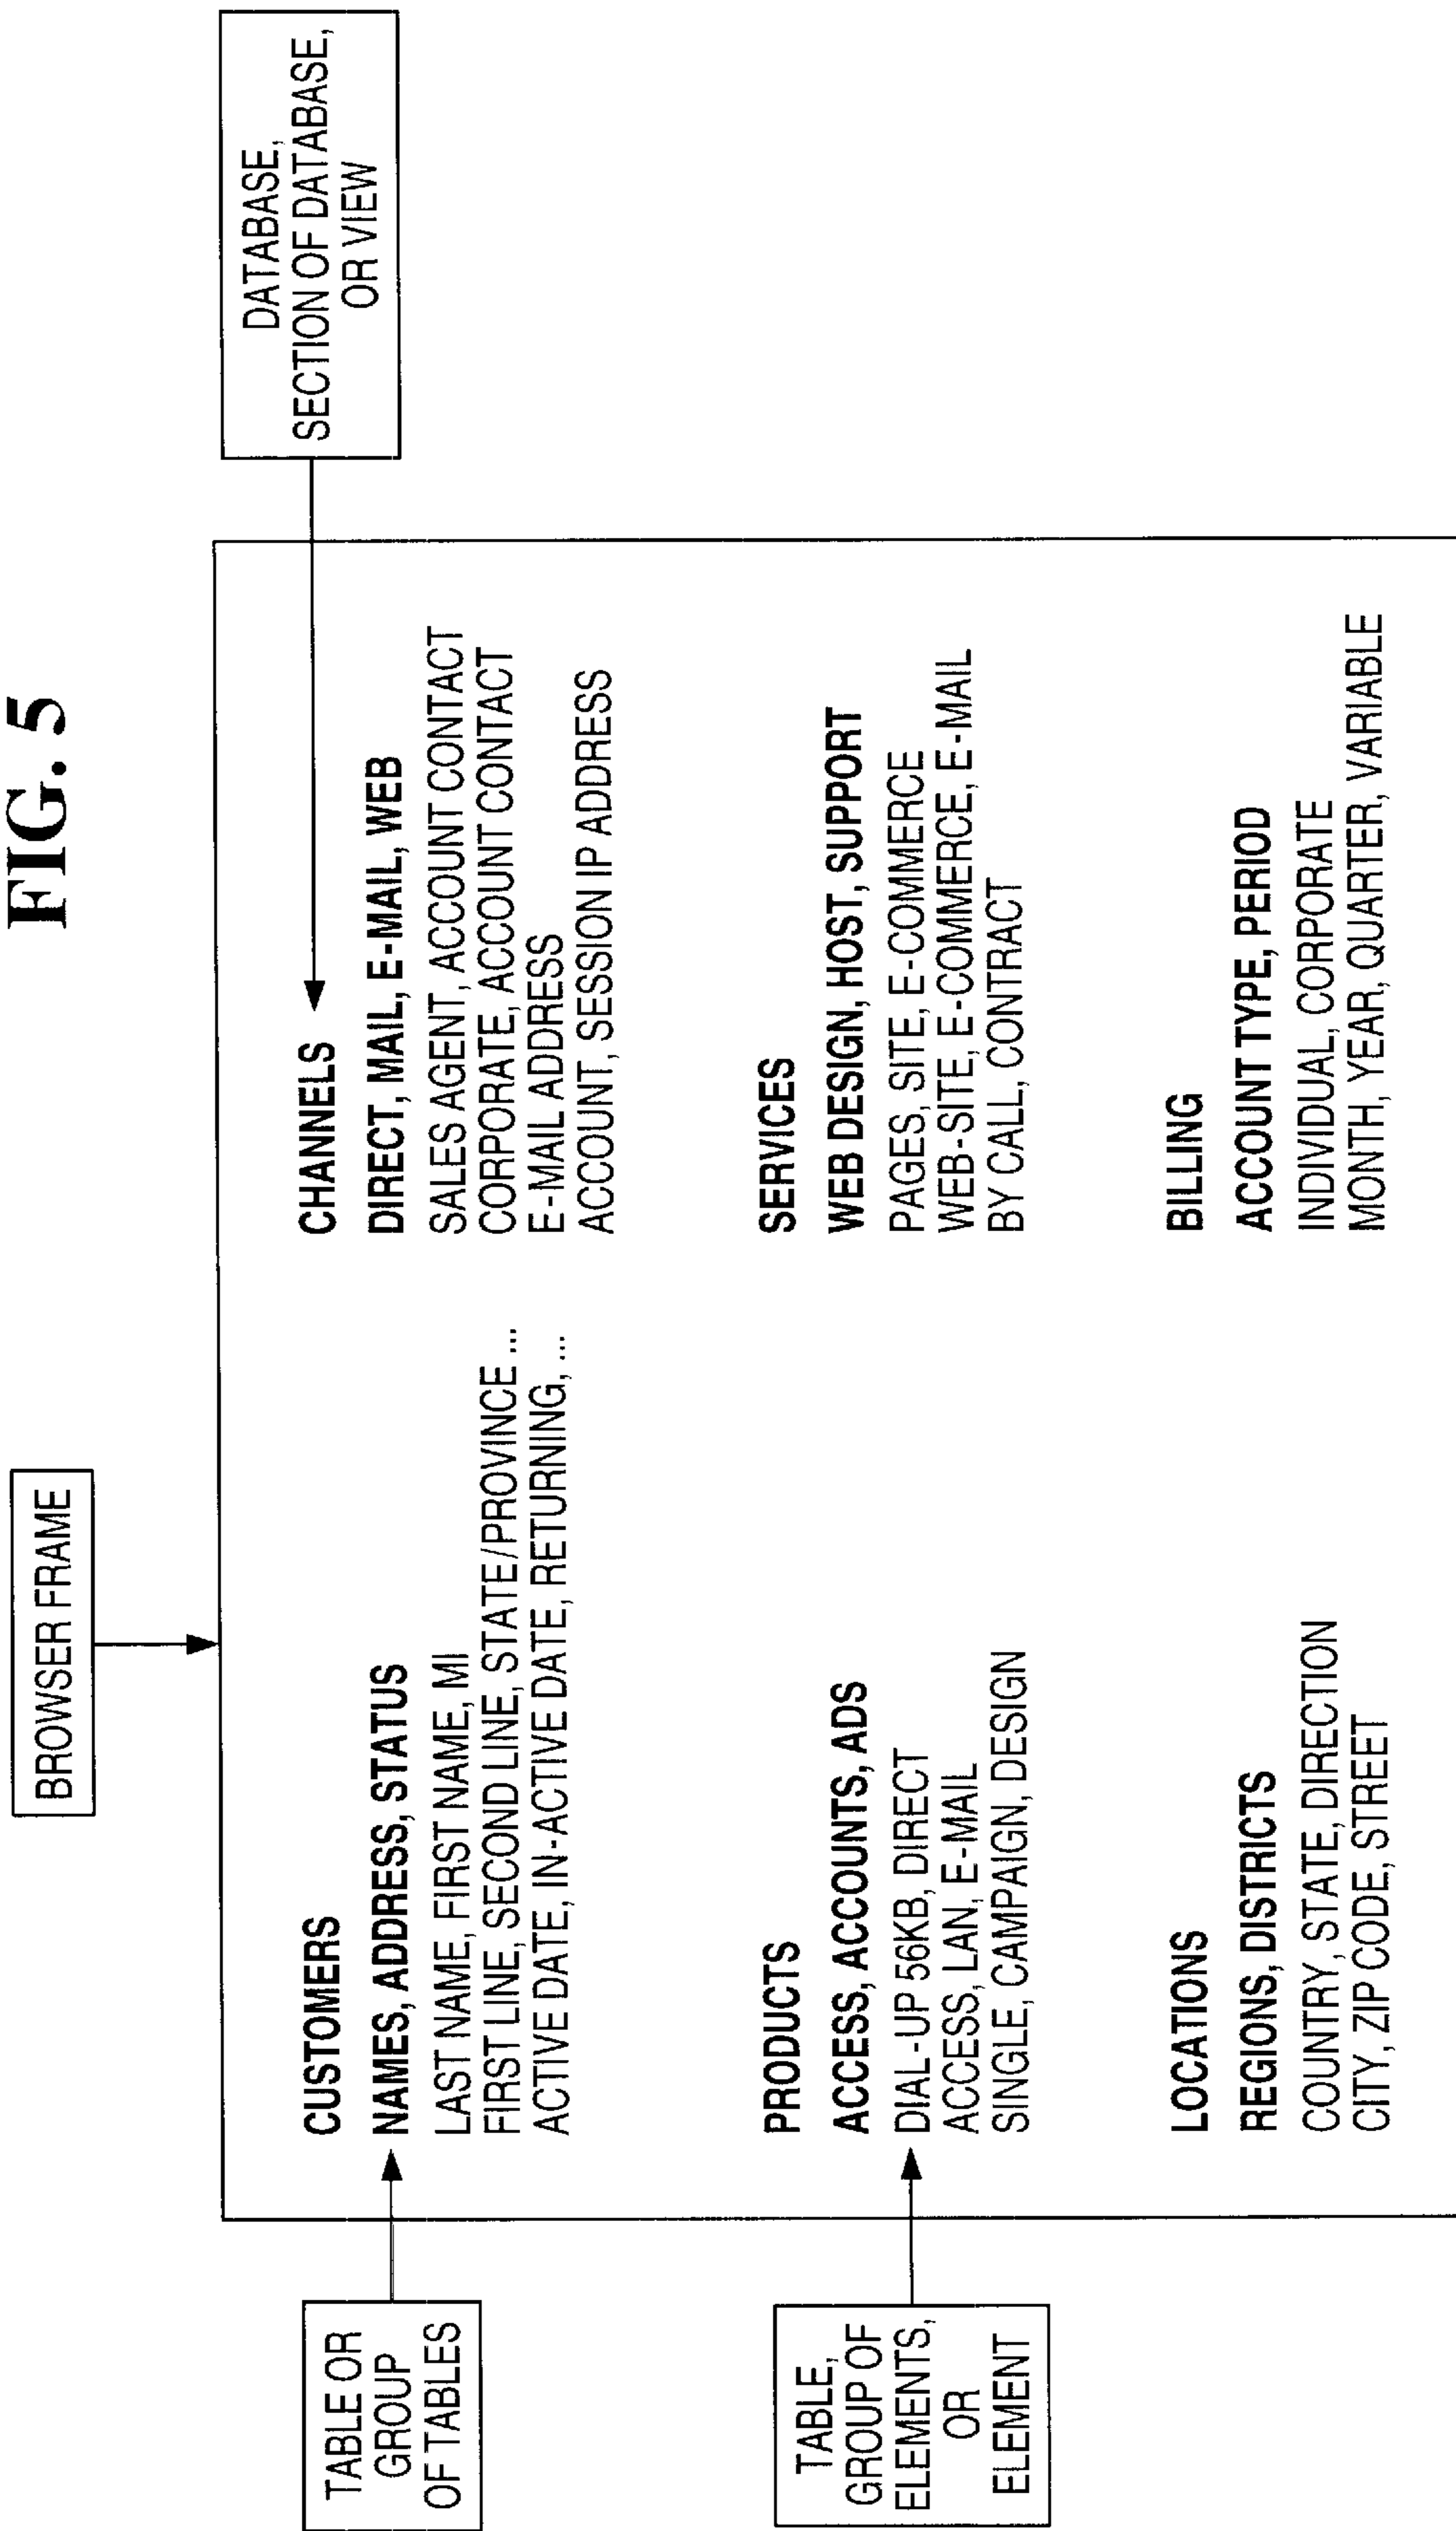 FIG. 5
BROWSER FRAME
DATABASE,
SECTION OF DATABASE,
OR VIEW
TABLE OR
GROUP
OF TABLES
CUSTOMERS
NAMES, ADDRESS, STATUS
LAST NAME, FIRST NAME, MI
FIRST LINE, SECOND LINE, STATE/PROVINCE ...
ACTIVE DATE, IN-ACTIVE DATE, RETURNING, ...
CHANNELS
DIRECT, MAIL, E-MAIL, WEB
SALES AGENT, ACCOUNT CONTACT
CORPORATE, ACCOUNT CONTACT
E-MAIL ADDRESS
ACCOUNT, SESSION IP ADDRESS
TABLE,
GROUP OF
ELEMENTS,
OR
ELEMENT
PRODUCTS
ACCESS, ACCOUNTS, ADS
DIAL-UP 56KB, DIRECT
ACCESS, LAN, E-MAIL
SINGLE, CAMPAIGN, DESIGN
SERVICES
WEB DESIGN, HOST, SUPPORT
PAGES, SITE, E-COMMERCE
WEB-SITE, E-COMMERCE, E-MAIL
BY CALL, CONTRACT
LOCATIONS
REGIONS, DISTRICTS
COUNTRY, STATE, DIRECTION
CITY, ZIP CODE, STREET
BILLING
ACCOUNT TYPE, PERIOD
INDIVIDUAL, CORPORATE
MONTH, YEAR, QUARTER, VARIABLE